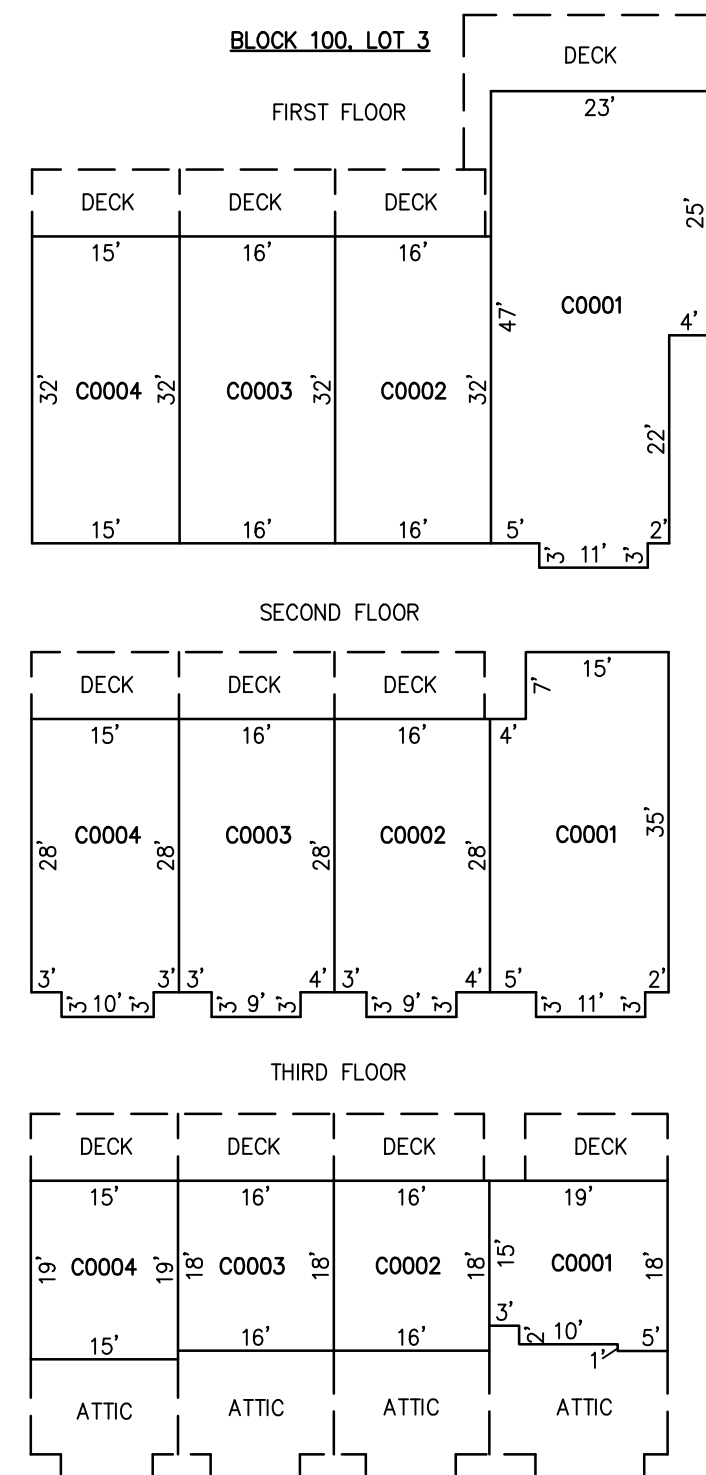 BLOCK 100, LOT 3
DECK
FIRST FLOOR
23'
DECK DECK DECK
25'
15' 16' 16'
C0001
47'
4'
32' C0004 32' C0003 32' C0002 32'
22'
15' 16' 16' 5' 2'
3' 11' 3'
SECOND FLOOR
15'
DECK DECK DECK 7'
15' 16' 16' 4'
C0004 C0003 C0002 C0001
35'
28' 28' 28' 28'
3' 3' 3' 4' 3' 4' 5' 2'
3' 10' 3' 3' 9' 3' 3' 9' 3' 3' 11' 3'
THIRD FLOOR
DECK DECK DECK DECK
15' 16' 16' 19'
15'
19' C0004 19' 18' C0003 18' C0002 18' C0001 18'
3'
15' 16' 16' 2' 10' 5'
1'
ATTIC ATTIC ATTIC ATTIC